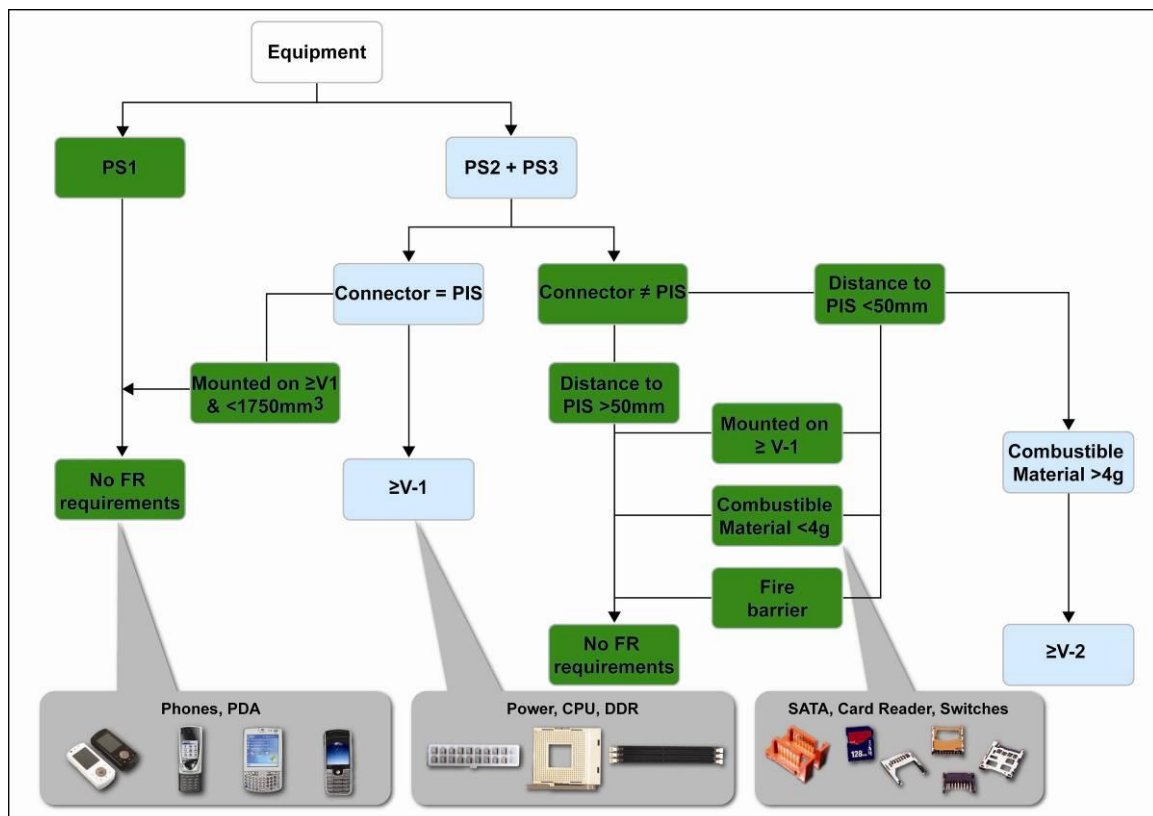 Equipment
PS1
PS2 + PS3
Connector = PIS
Connector ≠ PIS
Distance to
PIS <50mm
Mounted on ≥V1
& <1750mm3
Distance to
PIS >50mm
Mounted on
≥ V-1
Combustible
Material >4g
No FR
requirements
≥V-1
Combustible
Material <4g
Fire
barrier
No FR
requirements
≥V-2
Phones, PDA
Power, CPU, DDR
SATA, Card Reader, Switches
128